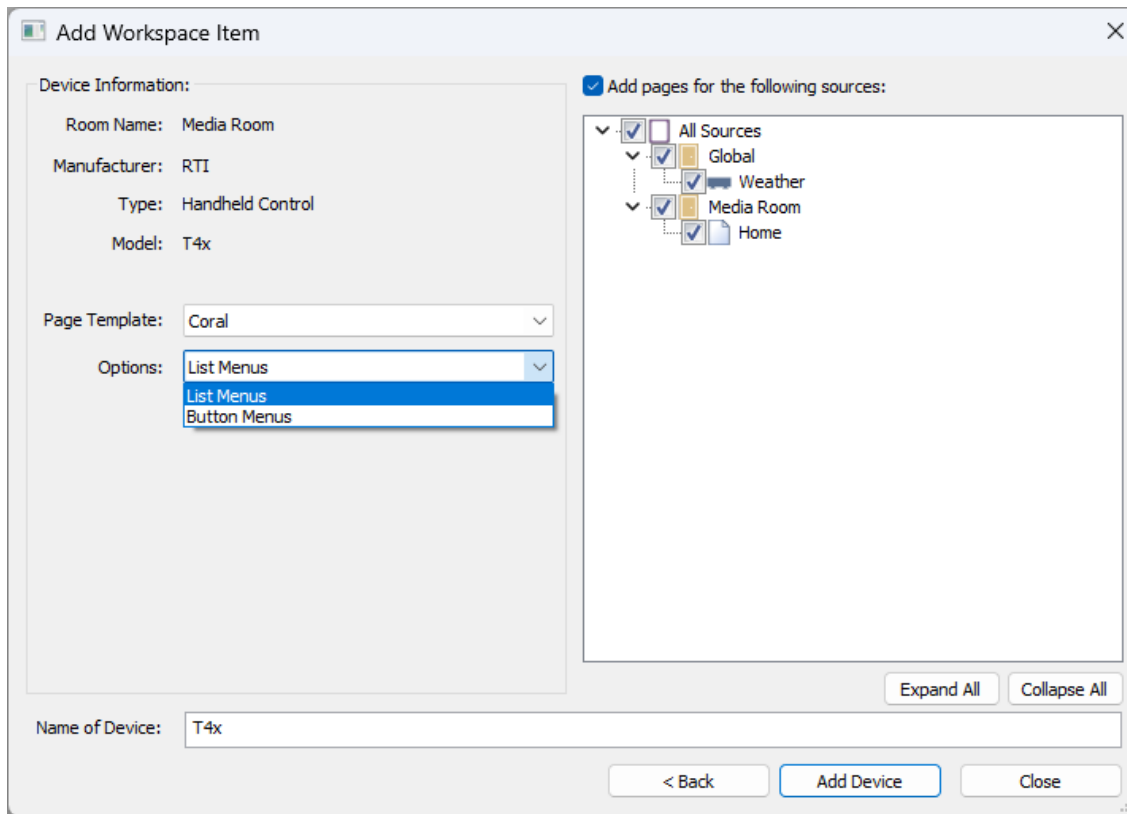 Add Workspace Item
Device Information:
Room Name: Media Room
Manufacturer: RTI
Type: Handheld Control
Model: T4x
Page Template: Coral
Options: List Menus
List Menus
Button Menus
Add pages for the following sources:
All Sources
Global
Weather
Media Room
Home
Expand All Collapse All
Name of Device: T4x
< Back Add Device Close